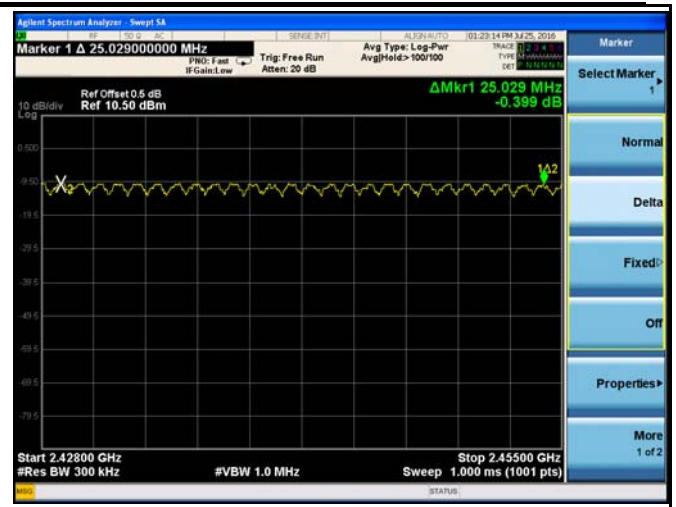 Agilent Spectrum Analyzer - Swept SA
RF 50 Ω AC SENSE:INT ALIGN AUTO 01:23:14 PM Jul 25, 2016
Marker 1 Δ 25.029000000 MHz
PNO: Fast Trig: Free Run Avg Type: Log-Pwr TRACE 1 2 3 4 5 6
IFGain:Low Atten: 20 dB Avg|Hold:>100/100 TYPE
DET P N N N N N
Ref Offset 0.5 dB ΔMkr1 25.029 MHz
10 dB/div Ref 10.50 dBm -0.399 dB
Log
0.500
-9.50
-19.5
-29.5
-39.5
-49.5
-59.5
-69.5
-79.5
X2
1Δ2
Start 2.42800 GHz Stop 2.45500 GHz
#Res BW 300 kHz #VBW 1.0 MHz Sweep 1.000 ms (1001 pts)
MSG STATUS
Marker
Select Marker
1
Normal
Delta
Fixed
Off
Properties
More
1 of 2